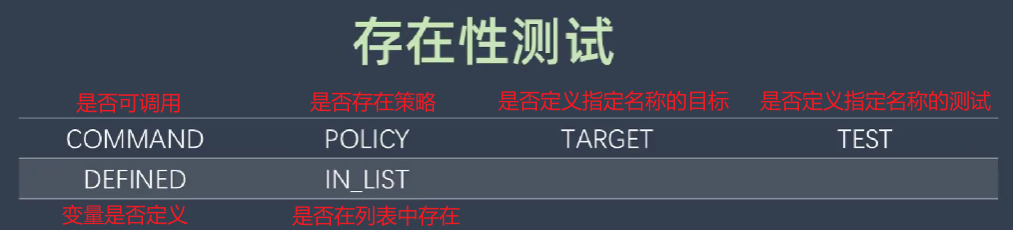 存在性测试
是否可调用 是否存在策略 是否定义指定名称的目标 是否定义指定名称的测试
COMMAND POLICY TARGET TEST
DEFINED IN_LIST
变量是否定义 是否在列表中存在